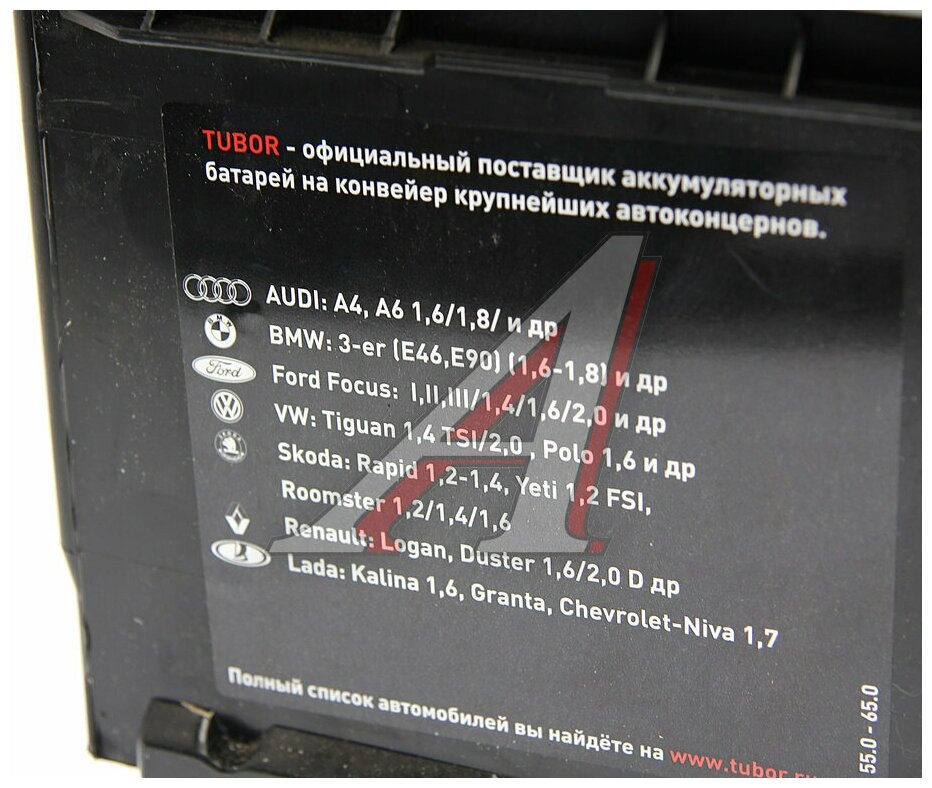 TUBOR - официальный поставщик аккумуляторных
батарей на конвейер крупнейших автоконцернов.
AUDI: A4, A6 1,6/1,8/ и др
BMW: 3-er (E46,E90) (1,6-1,8) и др
Ford
Ford Focus: I,II,III/1,4/1,6/2,0 и др
VW: Tiguan 1,4 TSI/2,0 , Polo 1,6 и др
Skoda: Rapid 1,2-1,4, Yeti 1,2 FSI,
Roomster 1,2/1,4/1,6
Renault: Logan, Duster 1,6/2,0 D др
Lada: Kalina 1,6, Granta, Chevrolet-Niva 1,7
Полный список автомобилей вы найдёте на www.tubor.ru
55.0 - 65.0